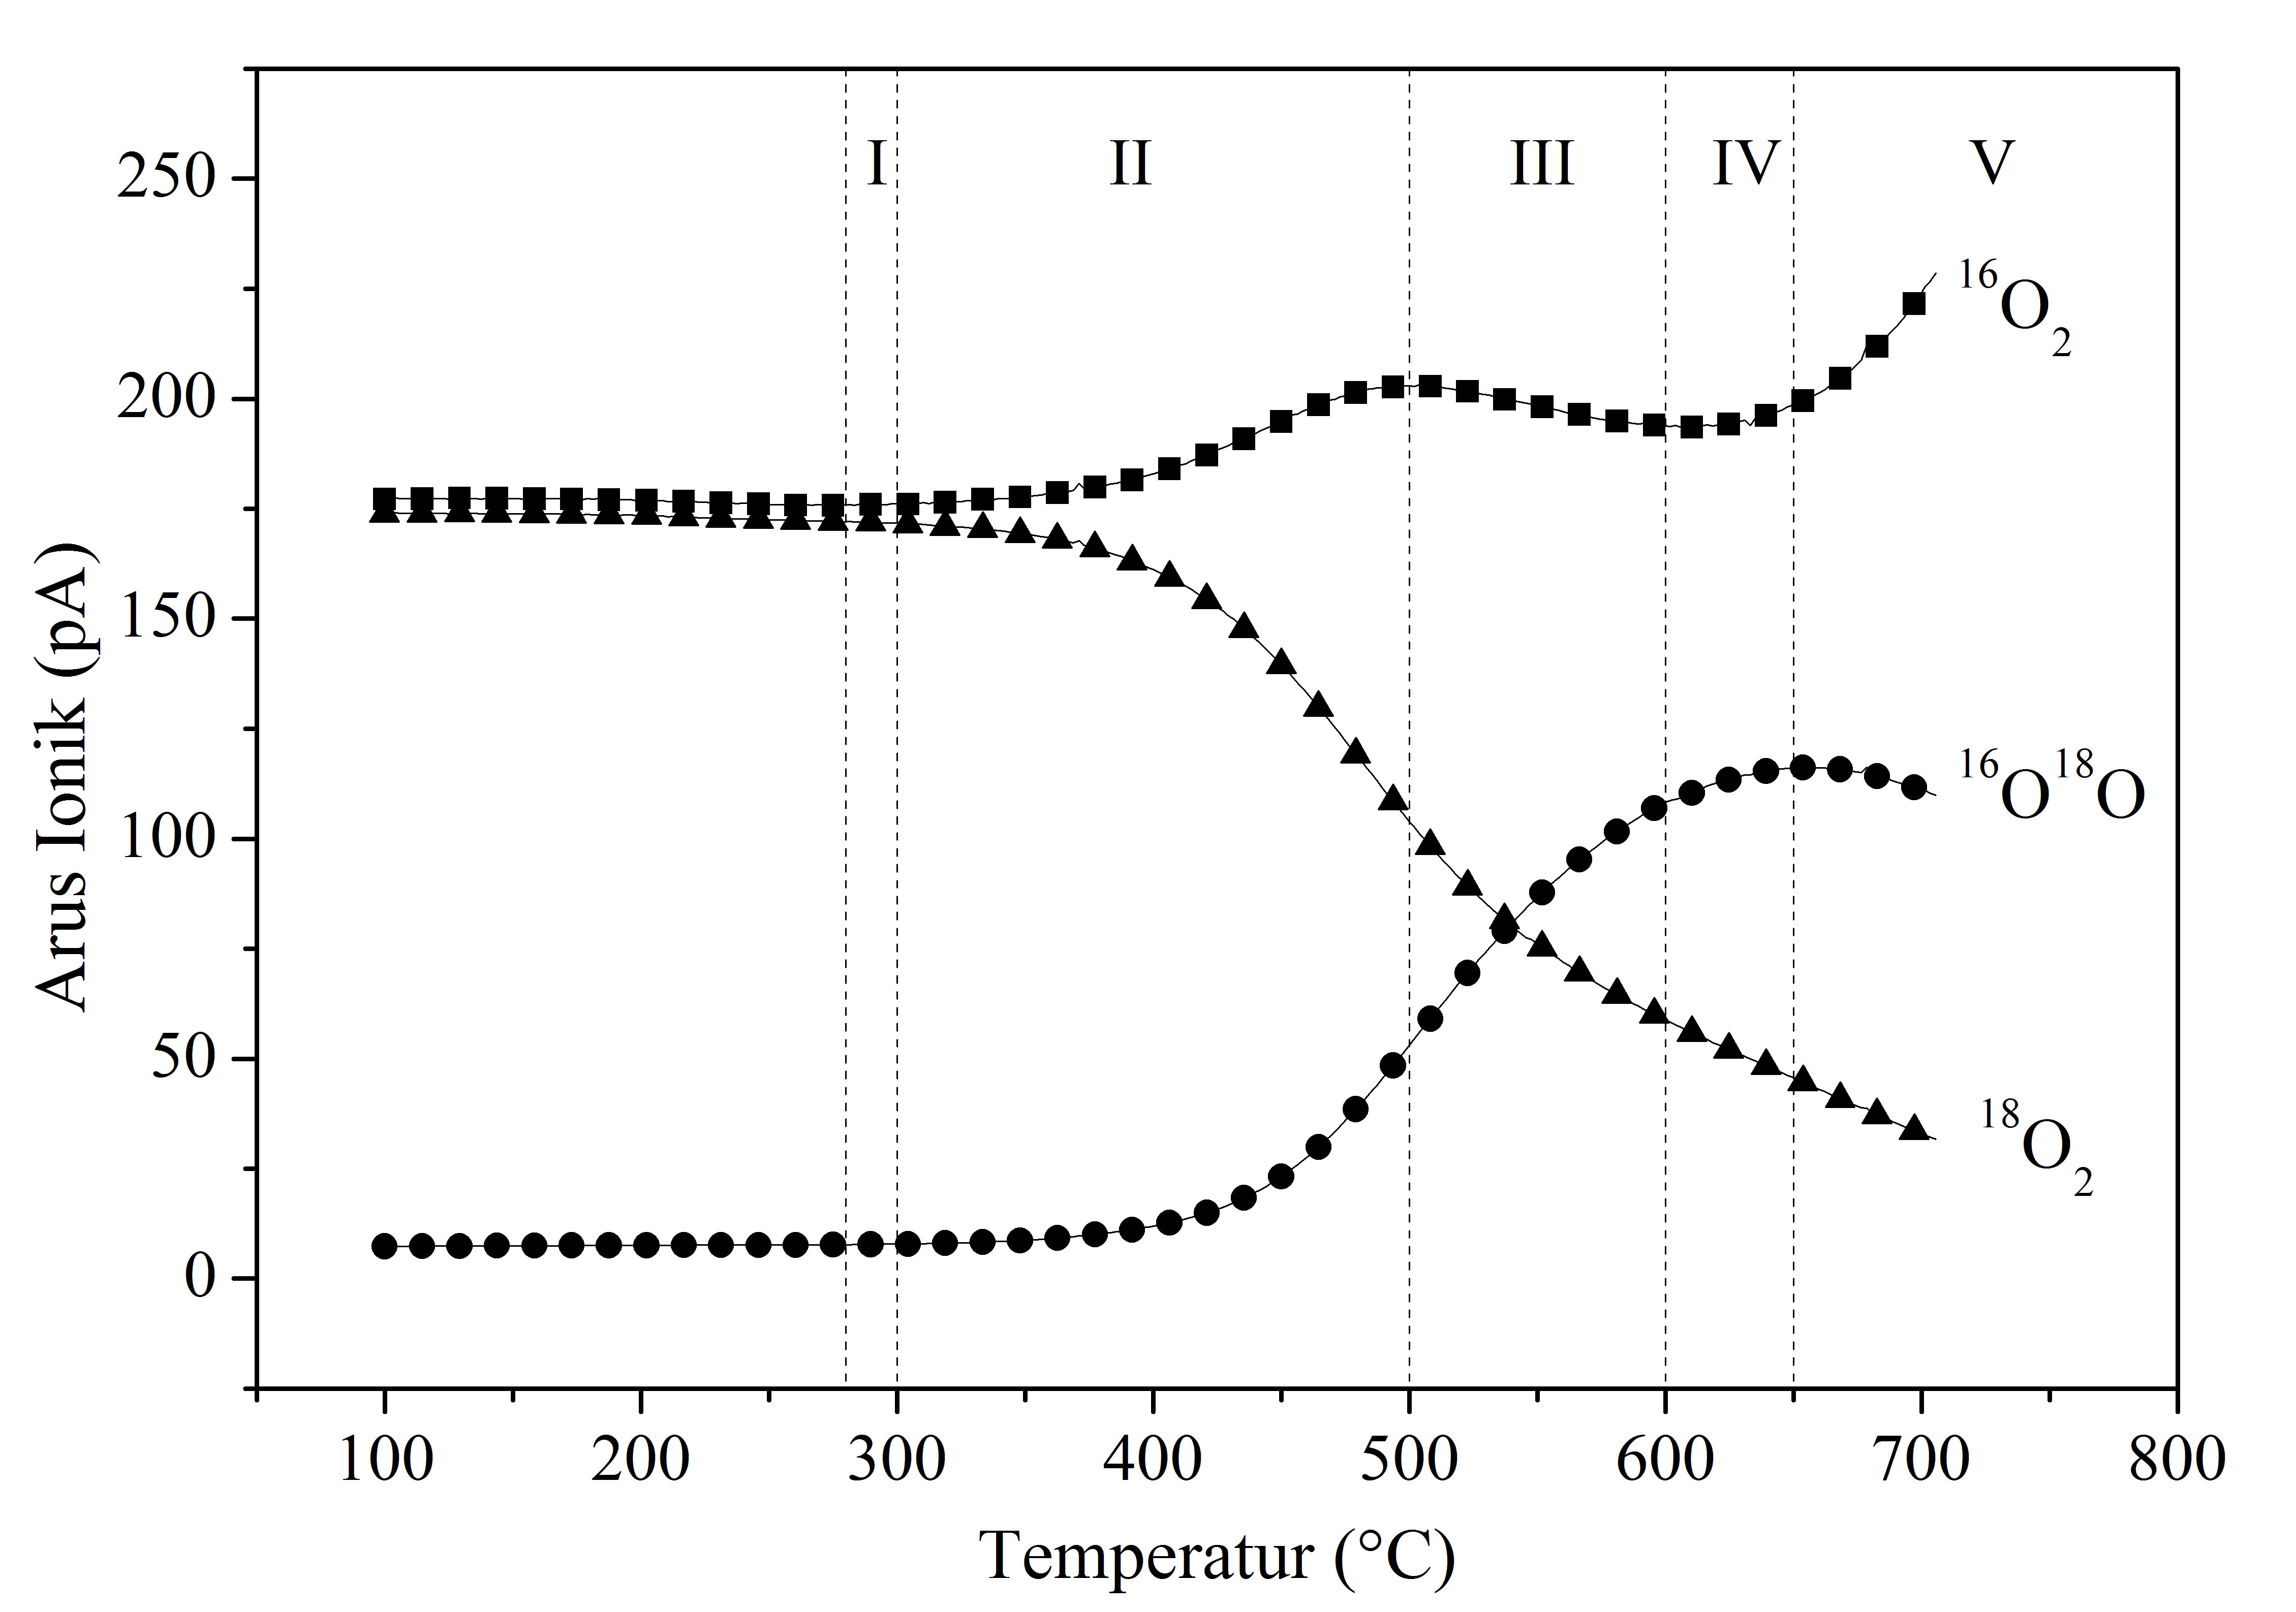 I II III IV V
250
200
150
100
50
0
Arus Ionik (pA)
¹⁶O₂
¹⁶O¹⁸O
¹⁸O₂
100 200 300 400 500 600 700 800
Temperatur (°C)